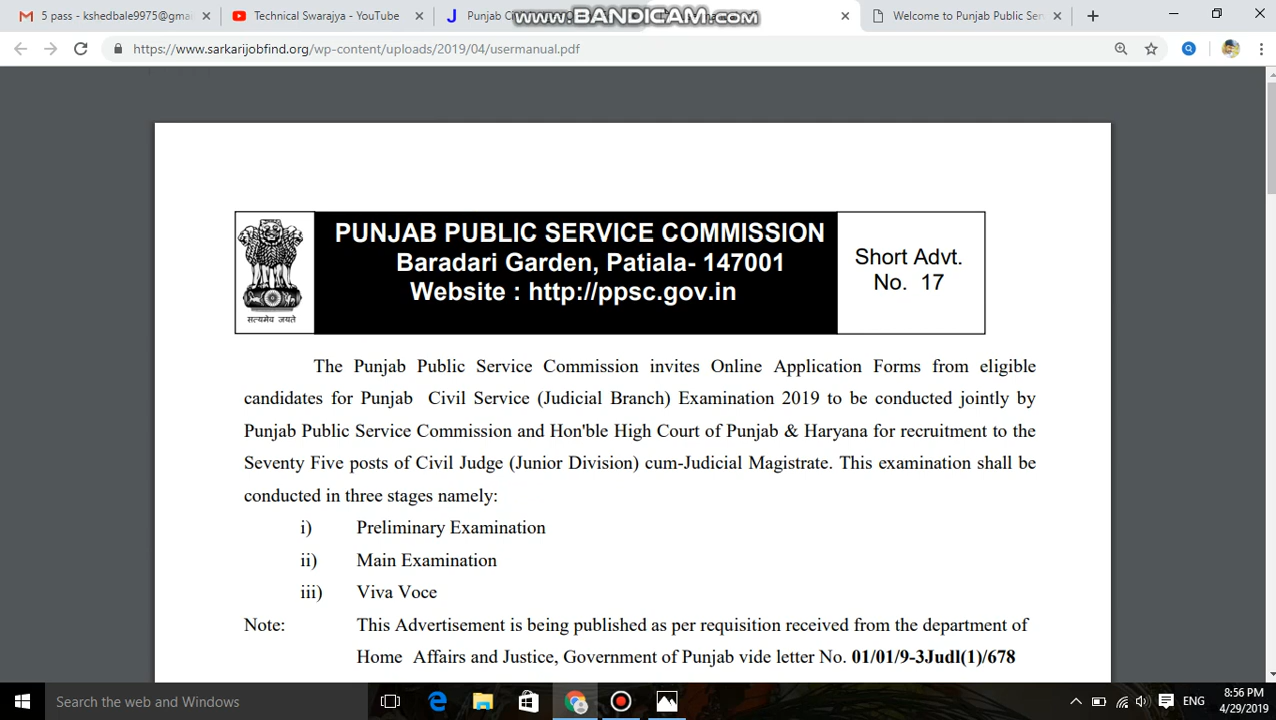 5 pass - kshedbale9975@gmai
Technical Swarajya - YouTube
Punjab Ci
www.BANDICAM.com
Welcome to Punjab Public Ser
https://www.sarkarijobfind.org/wp-content/uploads/2019/04/usermanual.pdf
PUNJAB PUBLIC SERVICE COMMISSION
Baradari Garden, Patiala- 147001
Website : http://ppsc.gov.in
Short Advt.
No. 17
सत्यमेव जयते
The Punjab Public Service Commission invites Online Application Forms from eligible
candidates for Punjab Civil Service (Judicial Branch) Examination 2019 to be conducted jointly by
Punjab Public Service Commission and Hon'ble High Court of Punjab & Haryana for recruitment to the
Seventy Five posts of Civil Judge (Junior Division) cum-Judicial Magistrate. This examination shall be
conducted in three stages namely:
i) Preliminary Examination
ii) Main Examination
iii) Viva Voce
Note: This Advertisement is being published as per requisition received from the department of
Home Affairs and Justice, Government of Punjab vide letter No. 01/01/9-3Judl(1)/678
Search the web and Windows
ENG
8:56 PM
4/29/2019